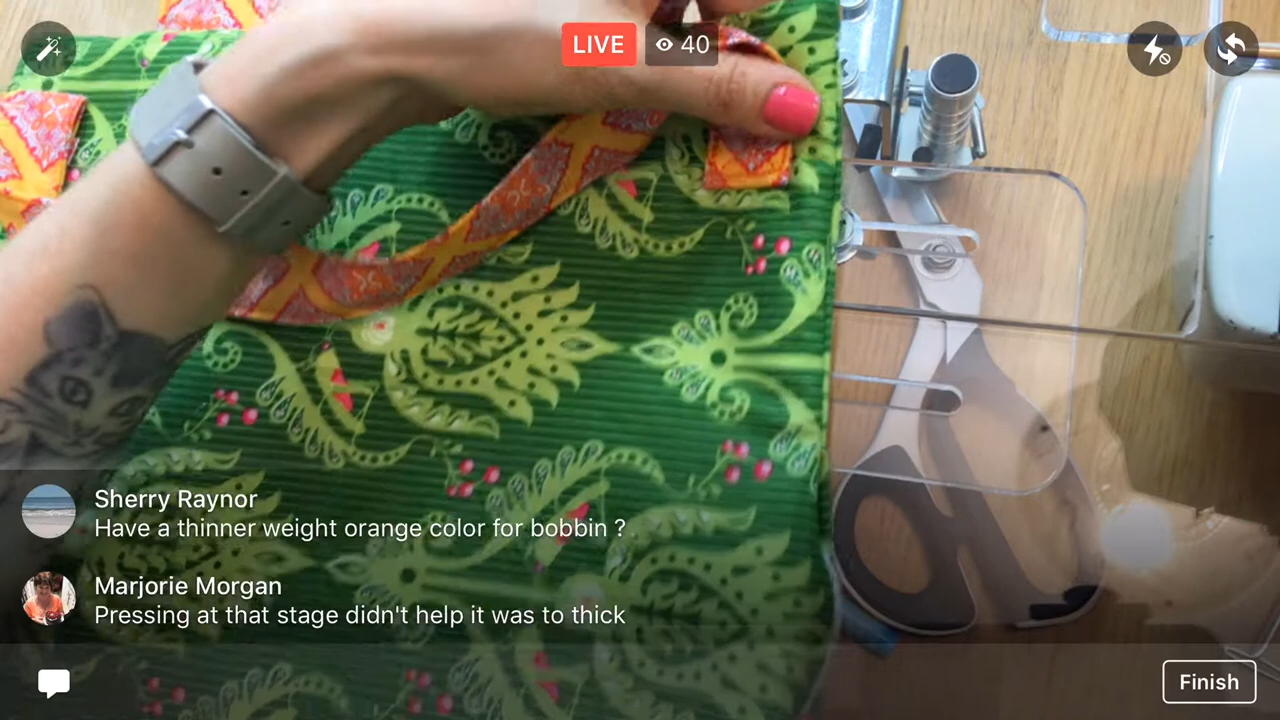 LIVE 40
Sherry Raynor
Have a thinner weight orange color for bobbin ?
Marjorie Morgan
Pressing at that stage didn't help it was to thick
Finish